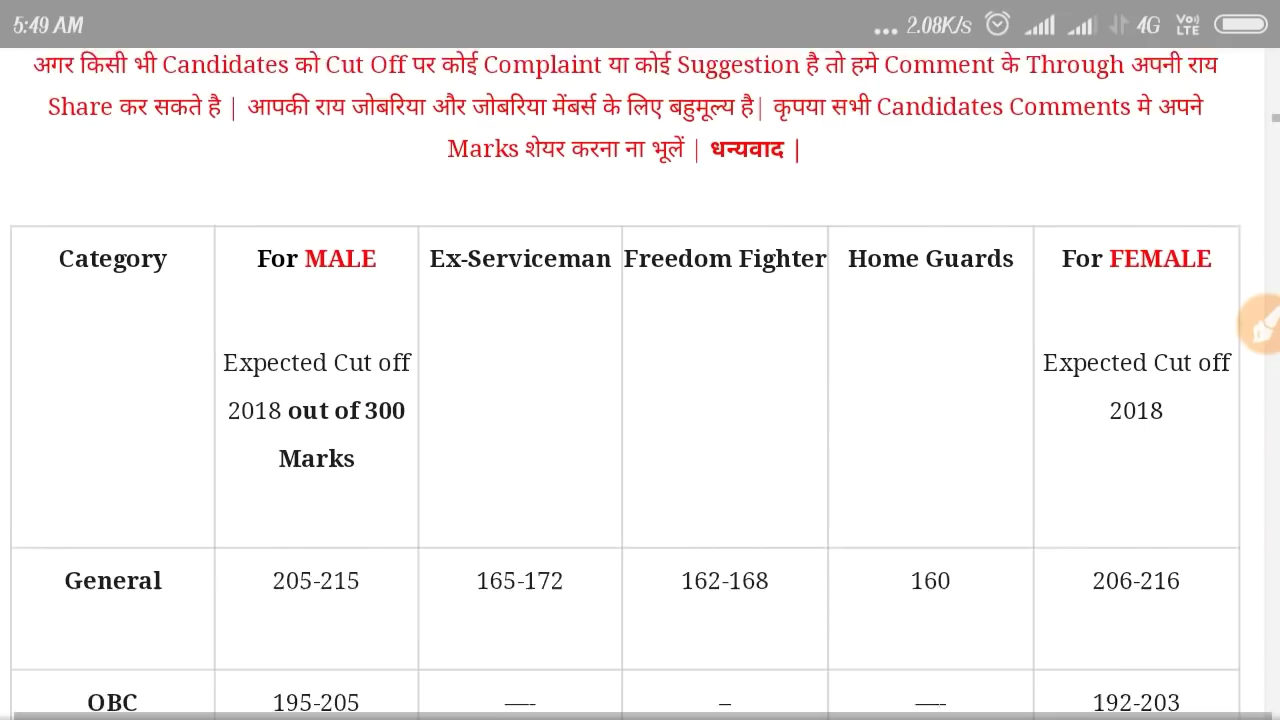 5:49 AM ... 2.08K/s 4G Vo) LTE
अगर किसी भी Candidates को Cut Off पर कोई Complaint या कोई Suggestion है तो हमे Comment के Through अपनी राय
Share कर सकते है | आपकी राय जोबरिया और जोबरिया मेंबर्स के लिए बहुमूल्य है| कृपया सभी Candidates Comments मे अपने
Marks शेयर करना ना भूलें | धन्यवाद |
Category For MALE Ex-Serviceman Freedom Fighter Home Guards For FEMALE
Expected Cut off Expected Cut off
2018 out of 300 2018
Marks
General 205-215 165-172 162-168 160 206-216
OBC 195-205 —- – —- 192-203